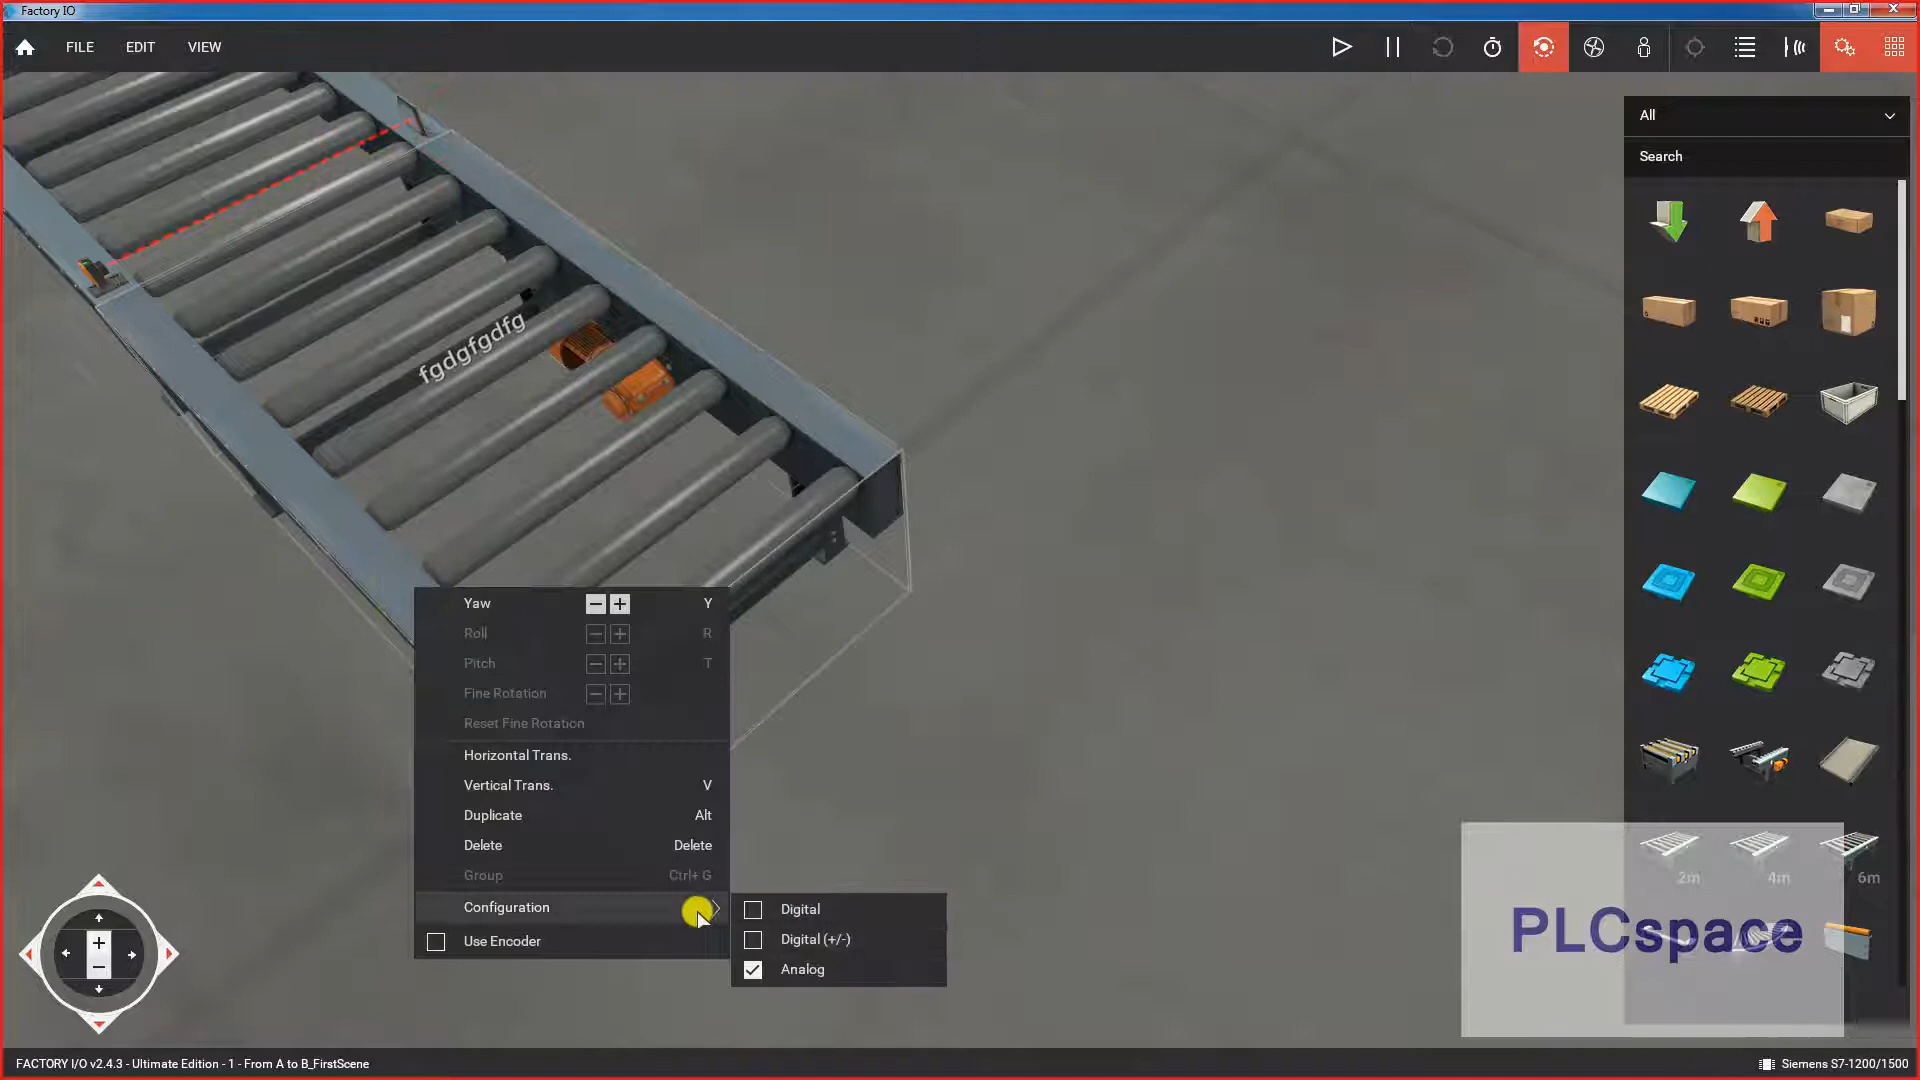 Factory IO
FILE EDIT VIEW
All
Search
fgdgfgdfg
Yaw Y
Roll R
Pitch T
Fine Rotation
Reset Fine Rotation
Horizontal Trans.
Vertical Trans. V
Duplicate Alt
Delete Delete
Group Ctrl+ G
Configuration
Use Encoder
Digital
Digital (+/-)
Analog
2m 4m 6m
PLCspace
FACTORY I/O v2.4.3 - Ultimate Edition - 1 - From A to B_FirstScene
Siemens S7-1200/1500